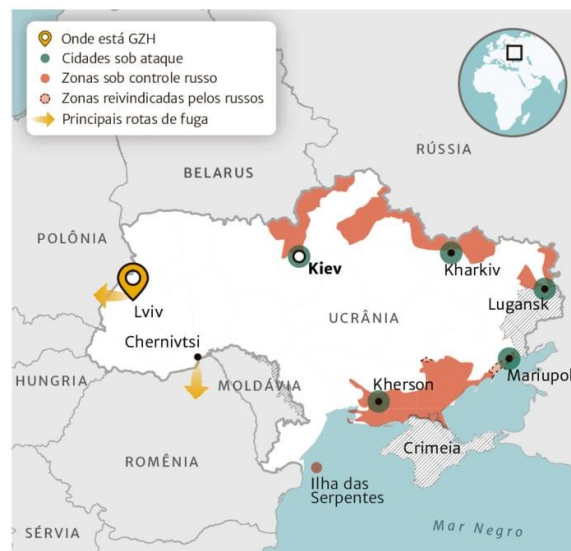 Onde está GZH
Cidades sob ataque
Zonas sob controle russo
Zonas reivindicadas pelos russos
Principais rotas de fuga
RÚSSIA
BELARUS
POLÔNIA
Kiev
Kharkiv
Lviv
Lugansk
UCRÂNIA
Chernivtsi
HUNGRIA
MOLDÁVIA
Kherson
Mariupol
Crimeia
ROMÊNIA
Ilha das
Serpentes
SÉRVIA
Mar Negro